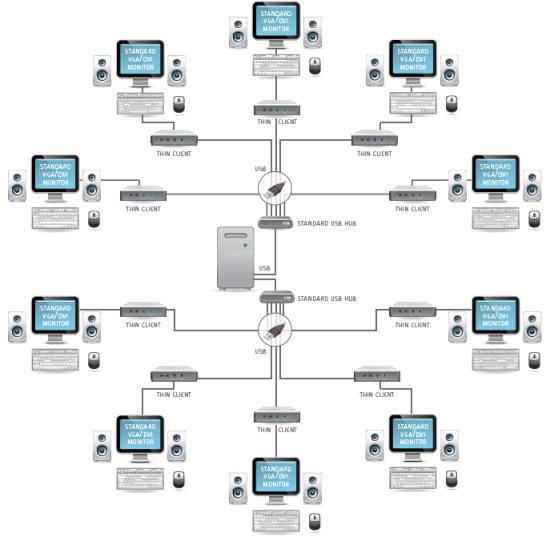 STANDARD
VGA/DVI
MONITOR
STANDARD
VGA/DVI
MONITOR
STANDARD
VGA/DVI
MONITOR
THIN CLIENT
THIN CLIENT
THIN CLIENT
USB
STANDARD
VGA/DVI
MONITOR
STANDARD
VGA/DVI
MONITOR
THIN CLIENT
THIN CLIENT
STANDARD USB HUB
USB
STANDARD USB HUB
STANDARD
VGA/DVI
MONITOR
STANDARD
VGA/DVI
MONITOR
THIN CLIENT
THIN CLIENT
USB
THIN CLIENT
THIN CLIENT
THIN CLIENT
STANDARD
VGA/DVI
MONITOR
STANDARD
VGA/DVI
MONITOR
STANDARD
VGA/DVI
MONITOR